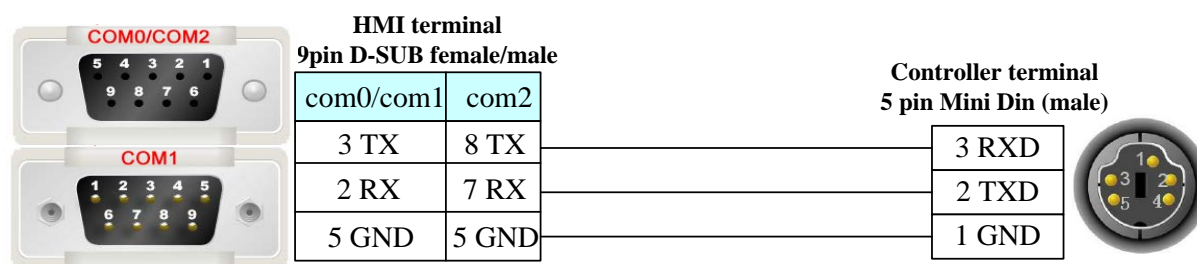 COM0/COM2
5 4 3 2 1
9 8 7 6
COM1
1 2 3 4 5
6 7 8 9
HMI terminal
9pin D-SUB female/male
com0/com1 com2
3 TX 8 TX
2 RX 7 RX
5 GND 5 GND
Controller terminal
5 pin Mini Din (male)
3 RXD
2 TXD
1 GND
1
3 2
5 4